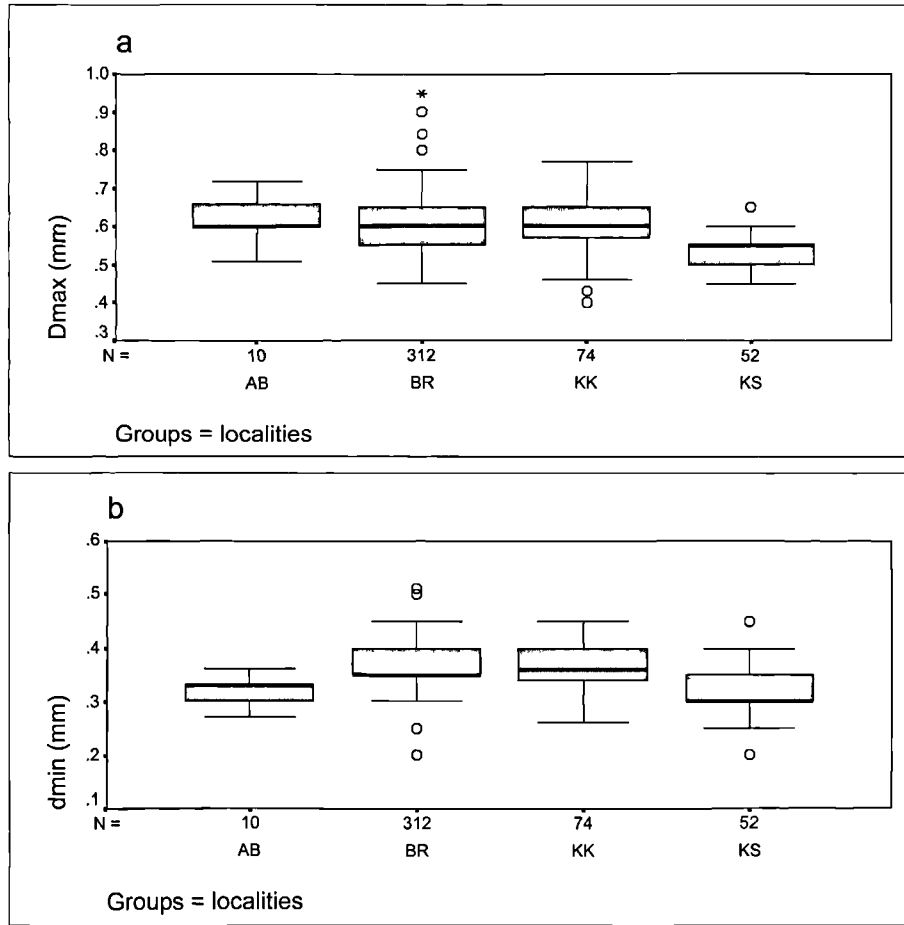 a
Dmax (mm)
1.0
.9
.8
.7
.6
.5
.4
.3
N = 10 312 74 52
AB BR KK KS
Groups = localities
b
dmin (mm)
.6
.5
.4
.3
.2
.1
N = 10 312 74 52
AB BR KK KS
Groups = localities